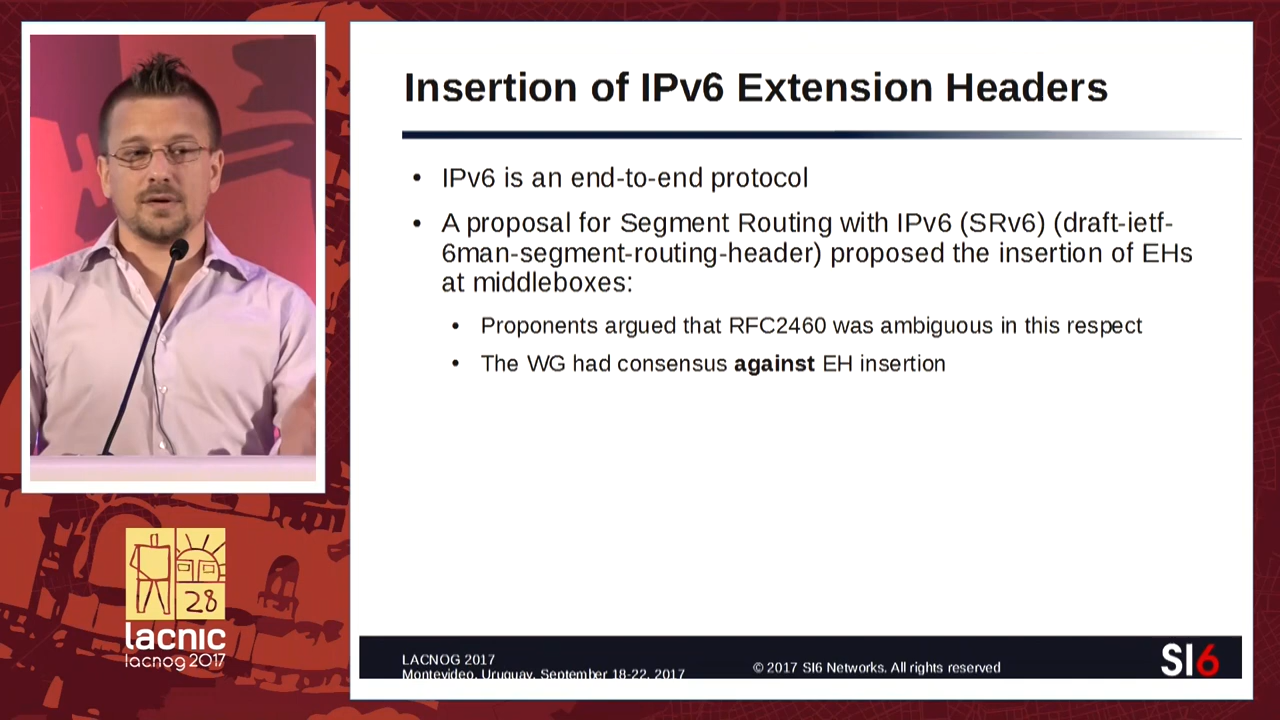 Insertion of IPv6 Extension Headers
• IPv6 is an end-to-end protocol
• A proposal for Segment Routing with IPv6 (SRv6) (draft-ietf-
6man-segment-routing-header) proposed the insertion of EHs
at middleboxes:
• Proponents argued that RFC2460 was ambiguous in this respect
• The WG had consensus against EH insertion
28
lacnic
lacnog 2017
LACNOG 2017
Montevideo, Uruguay, September 18-22, 2017
© 2017 SI6 Networks. All rights reserved
SI6